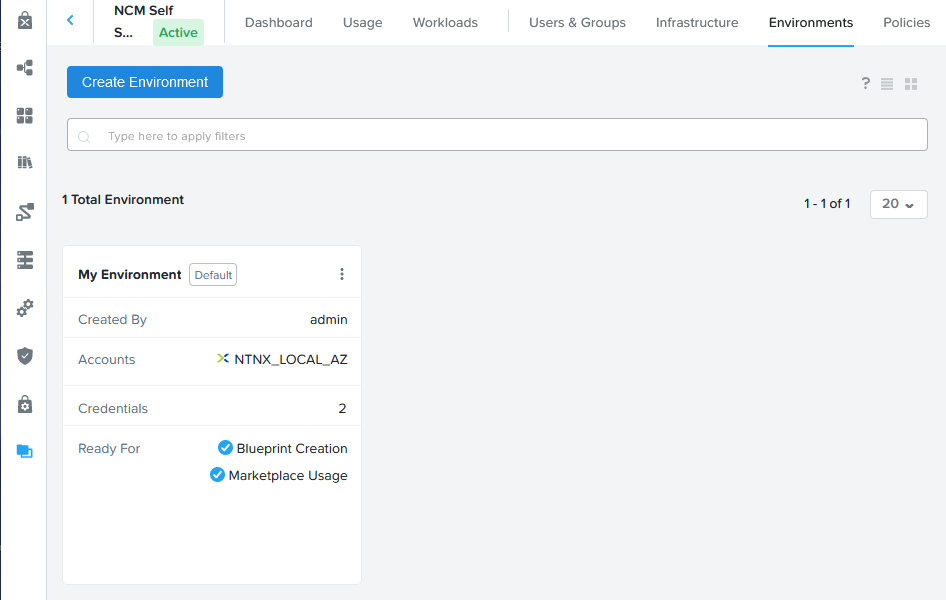 NCM Self
S... Active
Dashboard Usage Workloads Users & Groups Infrastructure Environments Policies
Create Environment
?
Type here to apply filters
1 Total Environment
1 - 1 of 1 20
My Environment Default
Created By admin
Accounts NTNX_LOCAL_AZ
Credentials 2
Ready For Blueprint Creation
Marketplace Usage